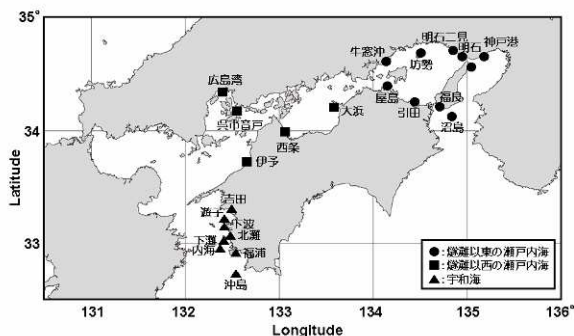 35°
34°
33°
Latitude
131
132
133
134
135
136°
Longitude
明石二見
明石
神戸港
牛窓沖
坊勢
広島湾
屋島
福良
大浜
引田
呉市音戸
沼島
西条
伊予
吉田
遊子
下波
北灘
下灘
内海
福浦
沖島
●:燧灘以東の瀬戸内海
■:燧灘以西の瀬戸内海
▲:宇和海